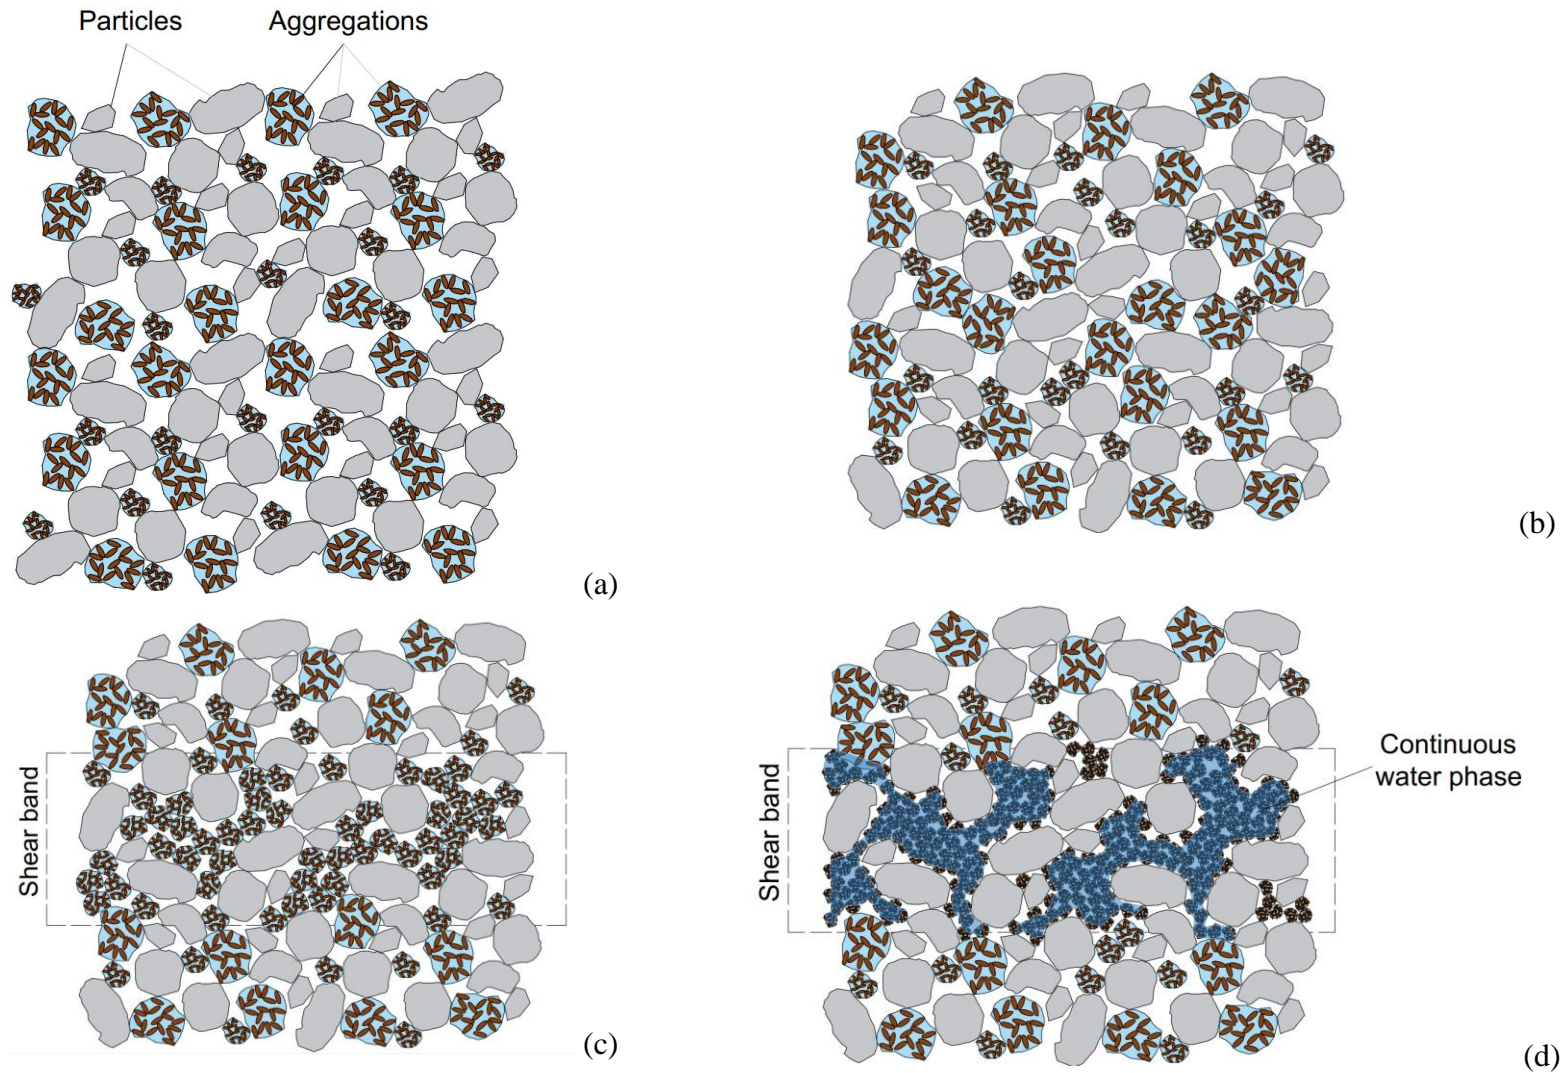 Particles
Aggregations
(a)
(b)
Shear band
(c)
Shear band
Continuous
water phase
(d)